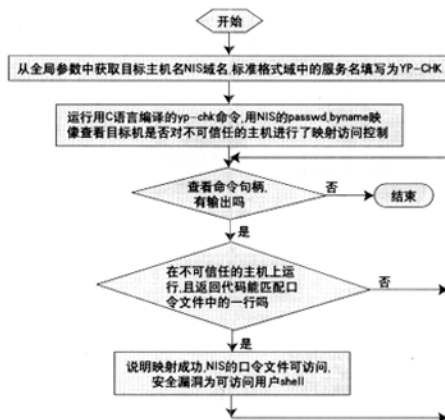 开始
从全局参数中获取目标主机名NIS域名,标准格式域中的服务名填写为YP-CHK
运行用C语言编译的yp-chk命令,用NIS的passwd,byname映
像查看目标机是否对不可信任的主机进行了映射访问控制
查看命令句柄,
有输出吗
否
结束
是
在不可信任的主机上运
行,且返回代码能匹配口
令文件中的一行吗
否
是
说明映射成功,NIS的口令文件可访问,
安全漏洞为可访问用户shell